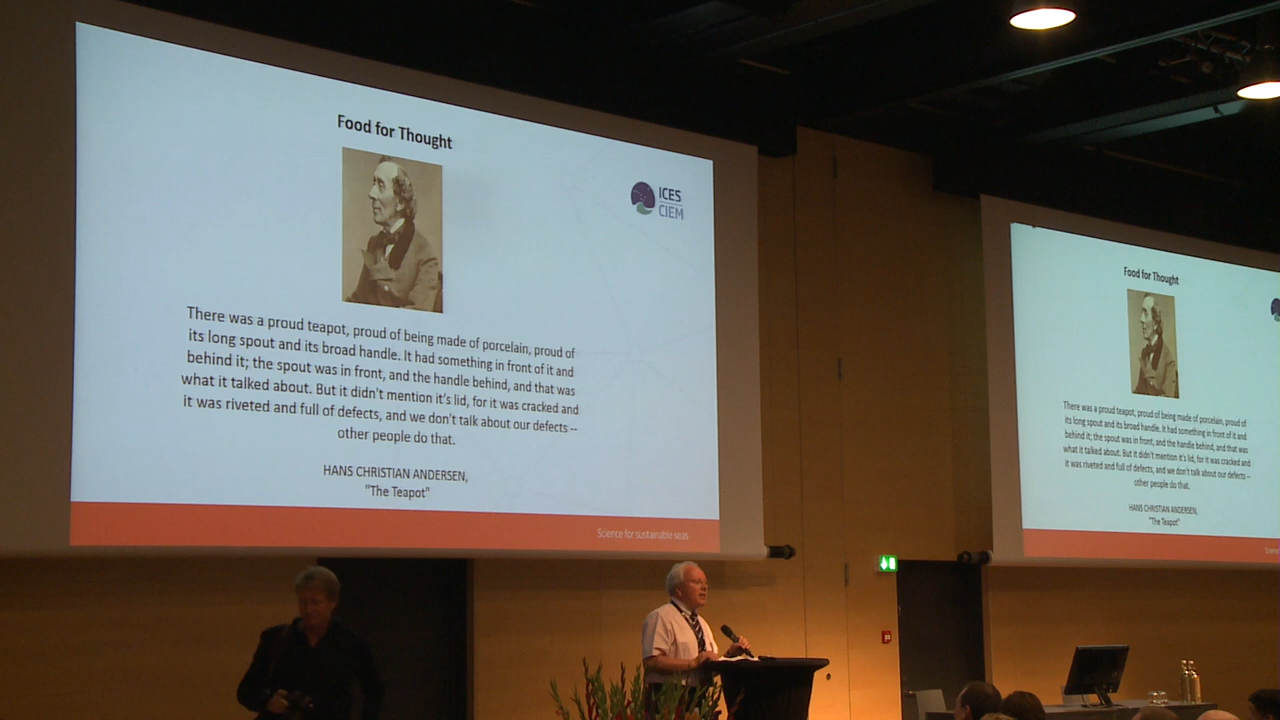 Food for Thought
ICES
CIEM
There was a proud teapot, proud of being made of porcelain, proud of
its long spout and its broad handle. It had something in front of it and
behind it; the spout was in front, and the handle behind, and that was
what it talked about. But it didn't mention it's lid, for it was cracked and
it was riveted and full of defects, and we don't talk about our defects --
other people do that.
HANS CHRISTIAN ANDERSEN,
"The Teapot"
Science for sustainable seas
Food for Thought
There was a proud teapot, proud of being made of porcelain, proud of
its long spout and its broad handle. It had something in front of it and
behind it; the spout was in front, and the handle behind, and that was
what it talked about. But it didn't mention it's lid, for it was cracked and
it was riveted and full of defects, and we don't talk about our defects --
other people do that.
HANS CHRISTIAN ANDERSEN,
"The Teapot"